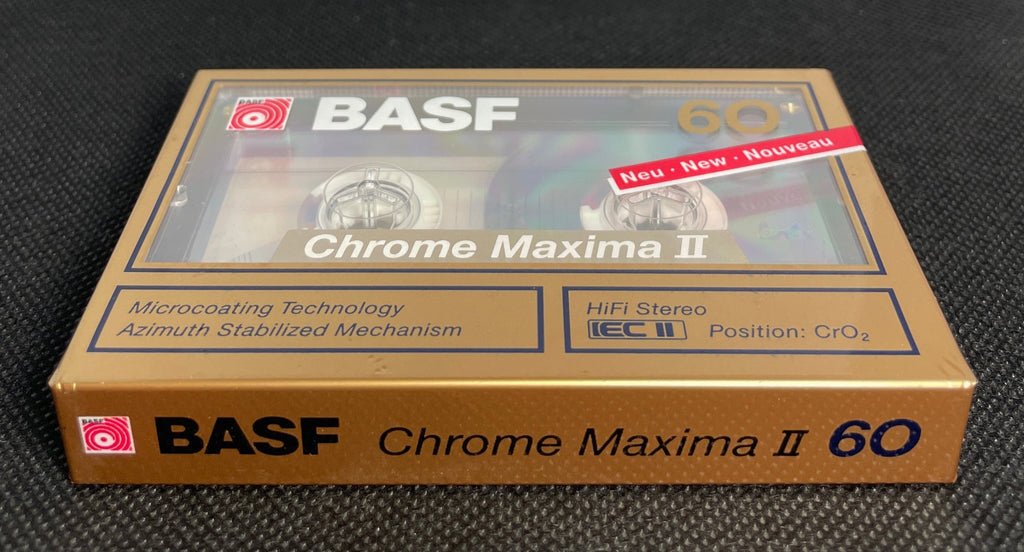 BASF
BASF 60
Neu · New · Nouveau
Chrome Maxima II
Microcoating Technology
Azimuth Stabilized Mechanism
HiFi Stereo
IEC II Position: CrO₂
BASF
BASF Chrome Maxima II 60